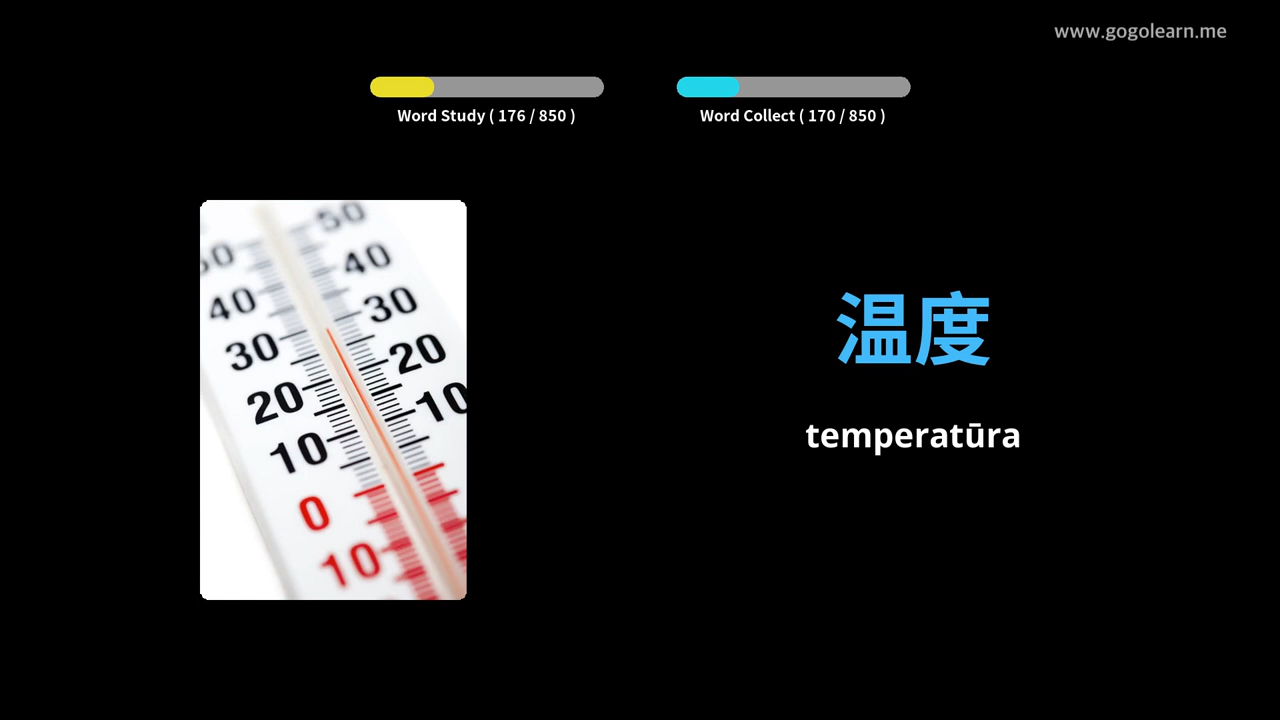 www.gogolearn.me
Word Study ( 176 / 850 )
Word Collect ( 170 / 850 )
50
40
40
30
30
20
20
10
10
0
10
温度
temperatūra